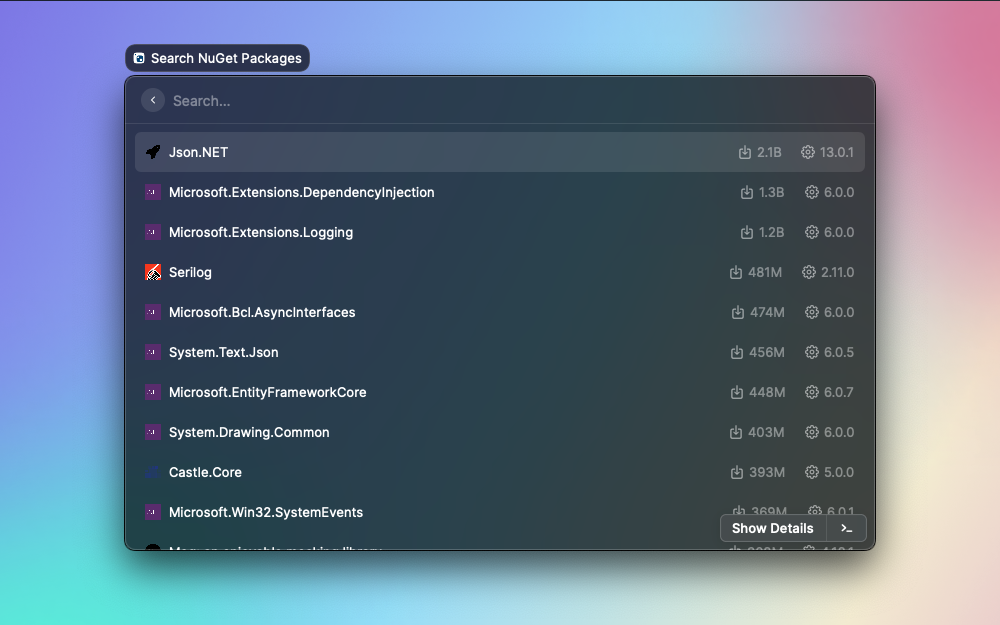 Search NuGet Packages
Search...
Json.NET 2.1B 13.0.1
Microsoft.Extensions.DependencyInjection 1.3B 6.0.0
Microsoft.Extensions.Logging 1.2B 6.0.0
Serilog 481M 2.11.0
Microsoft.Bcl.AsyncInterfaces 474M 6.0.0
System.Text.Json 456M 6.0.5
Microsoft.EntityFrameworkCore 448M 6.0.7
System.Drawing.Common 403M 6.0.0
Castle.Core 393M 5.0.0
Microsoft.Win32.SystemEvents 369M 6.0.1
Show Details >_